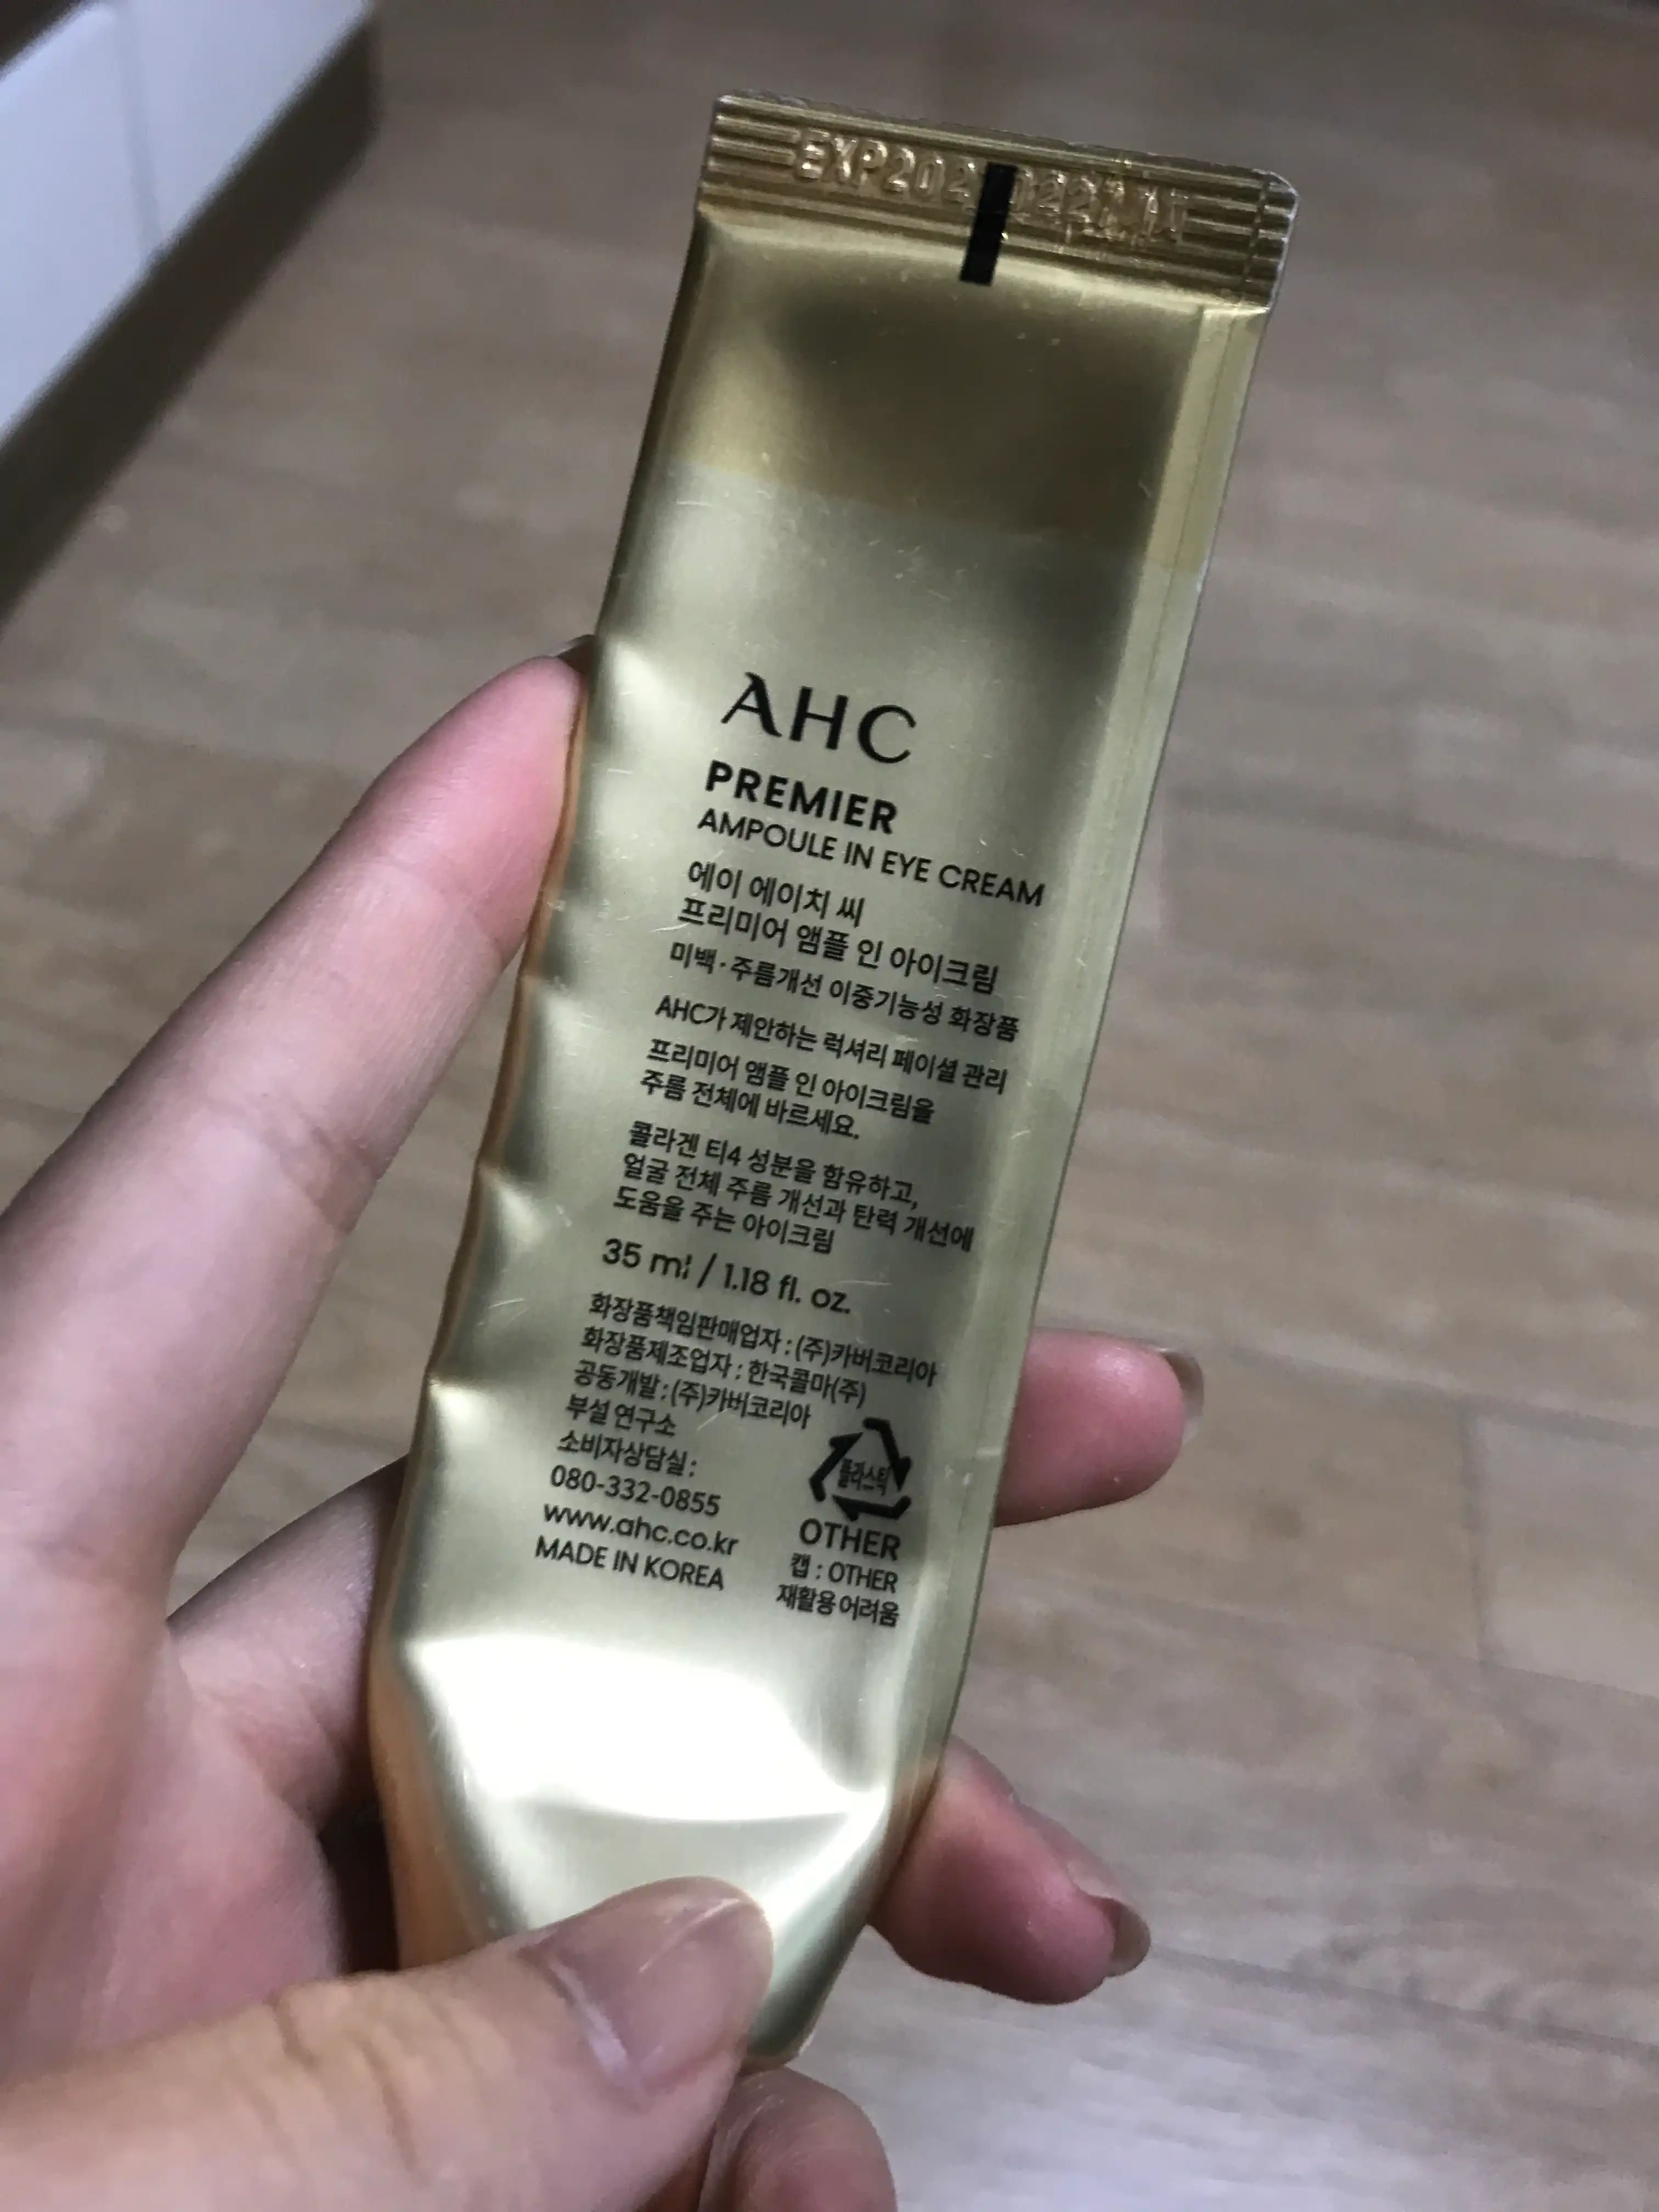 AHC
PREMIER
AMPOULE IN EYE CREAM
에이 에이치 씨
프리미어 앰플 인 아이크림
미백·주름개선 이중기능성 화장품
AHC가 제안하는 럭셔리 페이셜 관리
프리미어 앰플 인 아이크림을
주름 전체에 바르세요.
콜라겐 티4 성분을 함유하고,
얼굴 전체 주름 개선과 탄력 개선에
도움을 주는 아이크림
35 ml / 1.18 fl. oz.
화장품책임판매업자 : (주)카버코리아
화장품제조업자 : 한국콜마(주)
공동개발 : (주)카버코리아
부설 연구소
소비자상담실 :
080-332-0855
www.ahc.co.kr
MADE IN KOREA
플라스틱
OTHER
캡 : OTHER
재활용 어려움